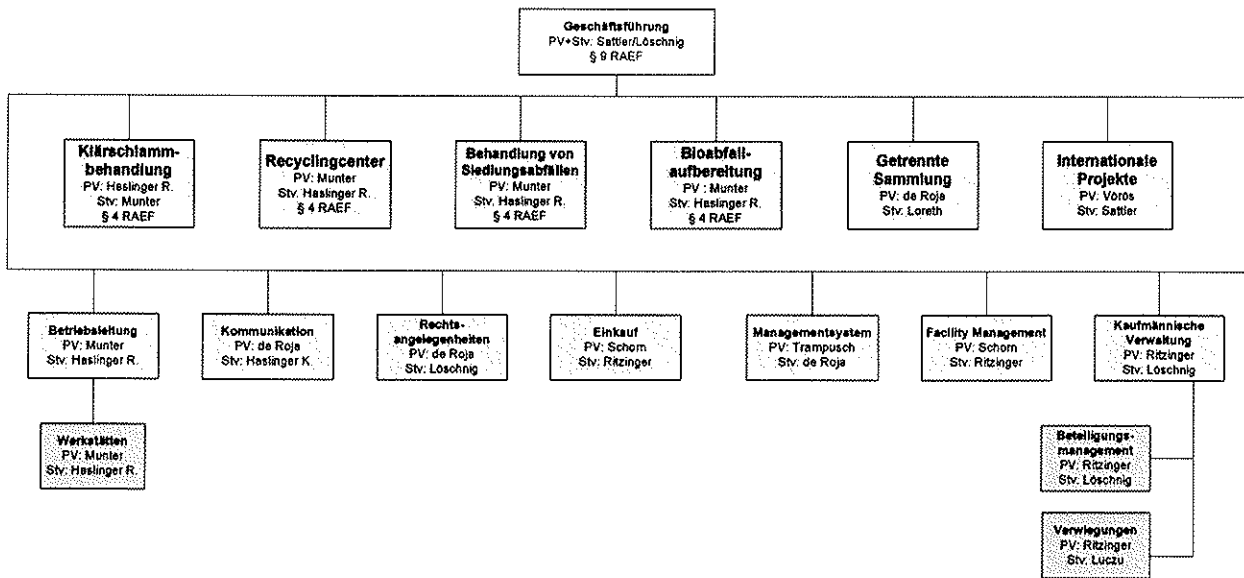 Geschäftsführung
PV+Stv: Sattler/Löschnig
§ 9 RAEF
Klärschlamm-
behandlung
PV: Haslinger R.
Stv: Munter
§ 4 RAEF
Recyclingcenter
PV: Munter
Stv: Haslinger R.
§ 4 RAEF
Behandlung von
Siedlungsabfällen
PV: Munter
Stv: Haslinger R.
§ 4 RAEF
Bioabfall-
aufbereitung
PV : Munter
Stv: Haslinger R.
§ 4 RAEF
Getrennte
Sammlung
PV: de Roja
Stv: Loreth
Internationale
Projekte
PV: Vörös
Stv: Sattler
Betriebsleitung
PV: Munter
Stv: Haslinger R.
Kommunikation
PV: de Roja
Stv: Haslinger K.
Rechts-
angelegenheiten
PV: de Roja
Stv: Löschnig
Einkauf
PV: Schorn
Stv: Ritzinger
Managementsystem
PV: Trampusch
Stv: de Roja
Facility Management
PV: Schorn
Stv: Ritzinger
Kaufmännische
Verwaltung
PV: Ritzinger
Stv: Löschnig
Werkstätten
PV: Munter
Stv: Haslinger R.
Beteiligungs-
management
PV: Ritzinger
Stv: Löschnig
Verwiegungen
PV: Ritzinger
Stv: Luczu